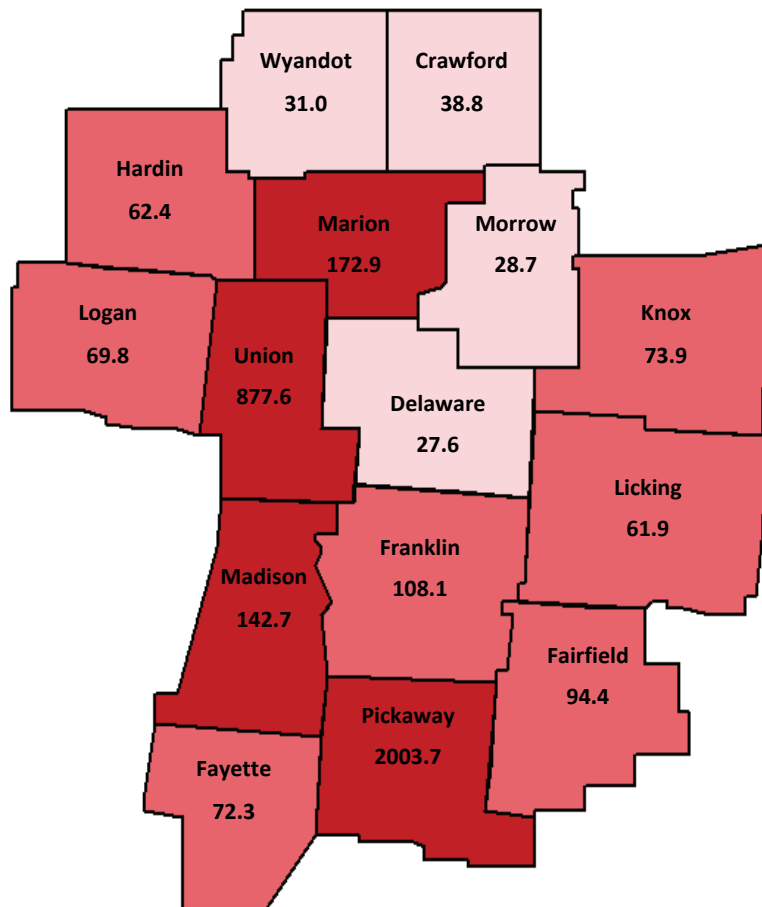 Wyandot
31.0
Crawford
38.8
Hardin
62.4
Marion
172.9
Morrow
28.7
Logan
69.8
Union
877.6
Knox
73.9
Delaware
27.6
Licking
61.9
Franklin
108.1
Madison
142.7
Fairfield
94.4
Pickaway
2003.7
Fayette
72.3